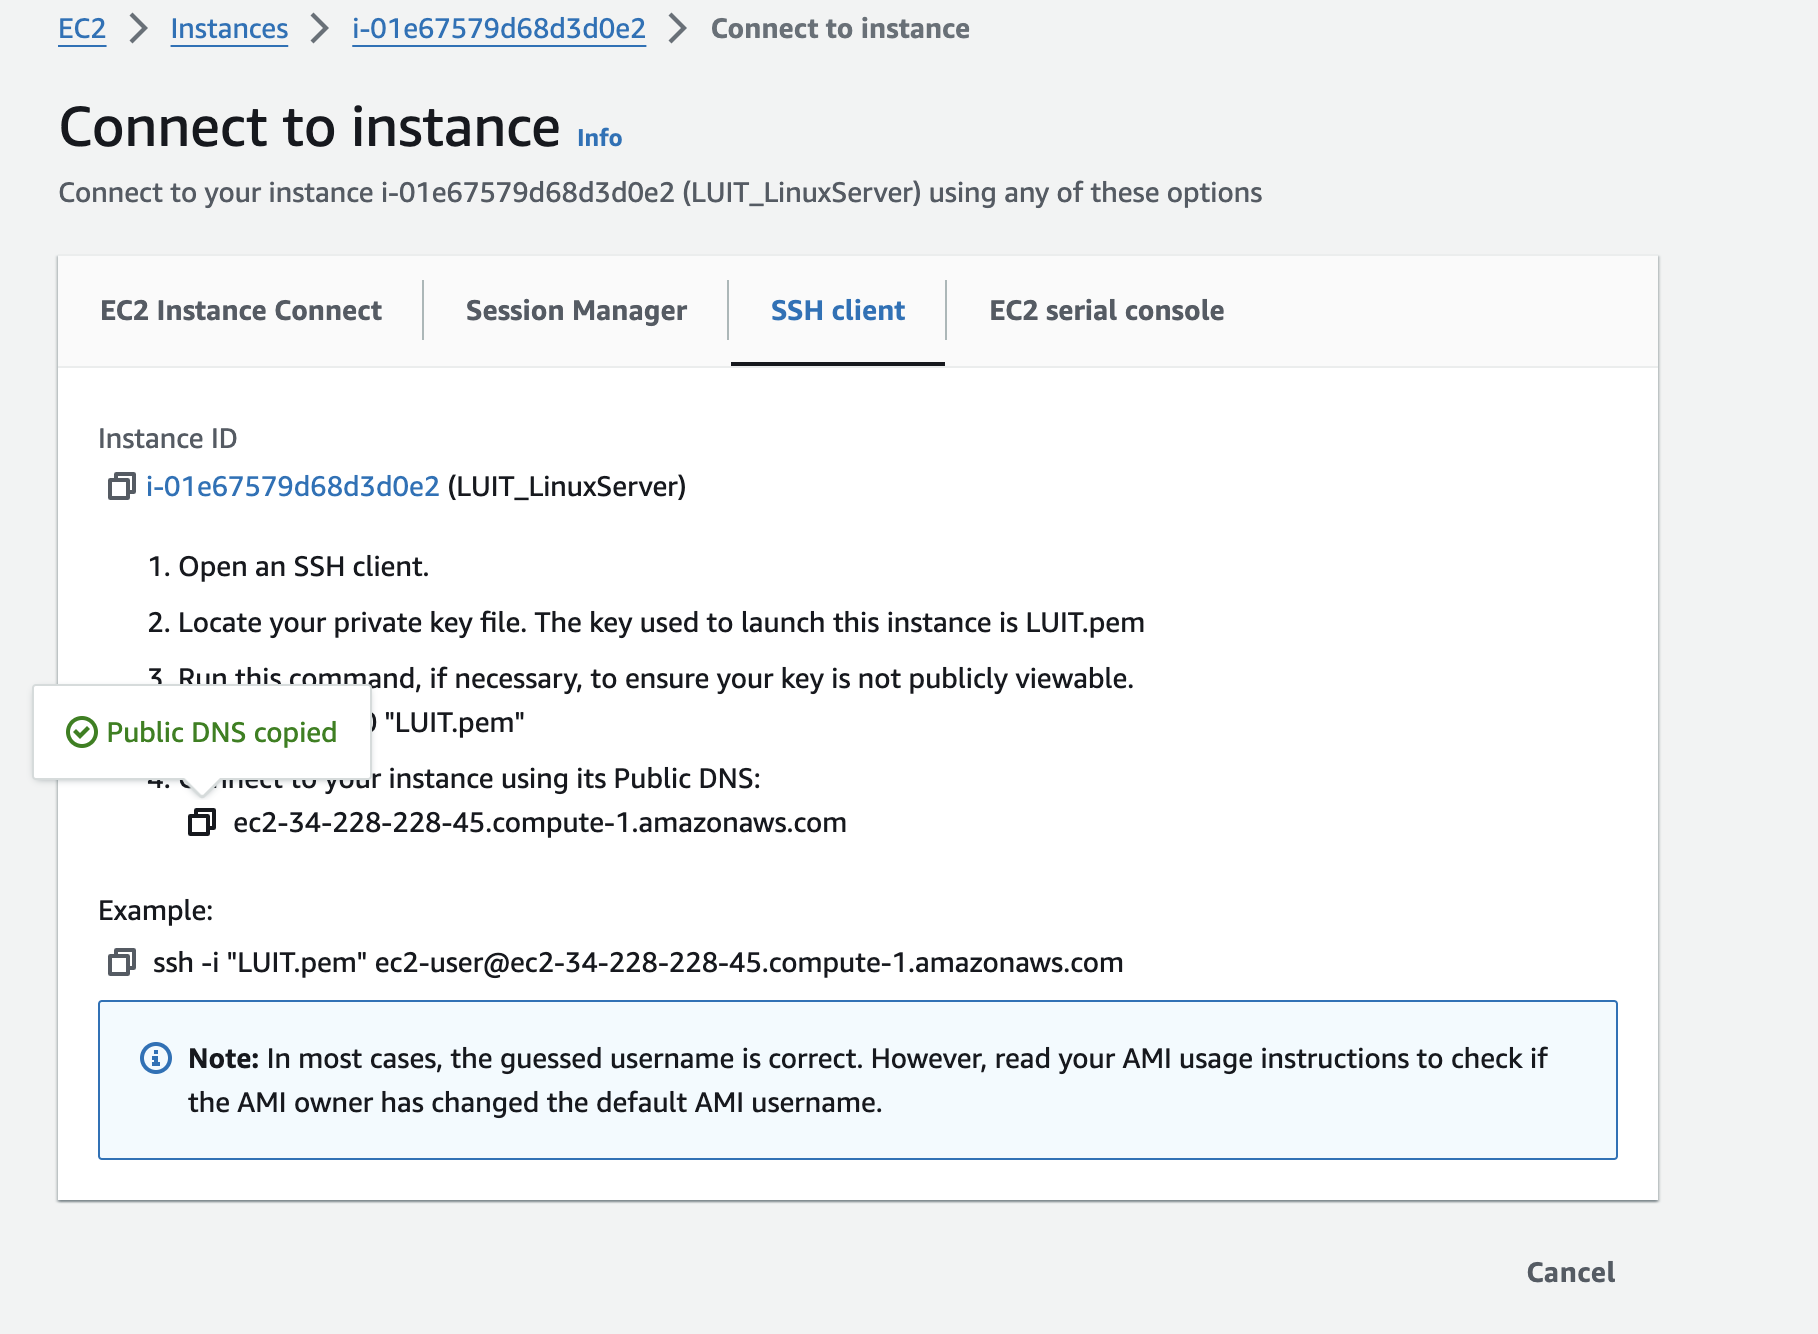 EC2 > Instances > i-01e67579d68d3d0e2 > Connect to instance
Connect to instance Info
Connect to your instance i-01e67579d68d3d0e2 (LUIT_LinuxServer) using any of these options
EC2 Instance Connect Session Manager SSH client EC2 serial console
Instance ID
i-01e67579d68d3d0e2 (LUIT_LinuxServer)
1. Open an SSH client.
2. Locate your private key file. The key used to launch this instance is LUIT.pem
3. Run this command, if necessary, to ensure your key is not publicly viewable.
"LUIT.pem"
Public DNS copied
4. Connect to your instance using its Public DNS:
ec2-34-228-228-45.compute-1.amazonaws.com
Example:
ssh -i "LUIT.pem" ec2-user@ec2-34-228-228-45.compute-1.amazonaws.com
Note: In most cases, the guessed username is correct. However, read your AMI usage instructions to check if
the AMI owner has changed the default AMI username.
Cancel